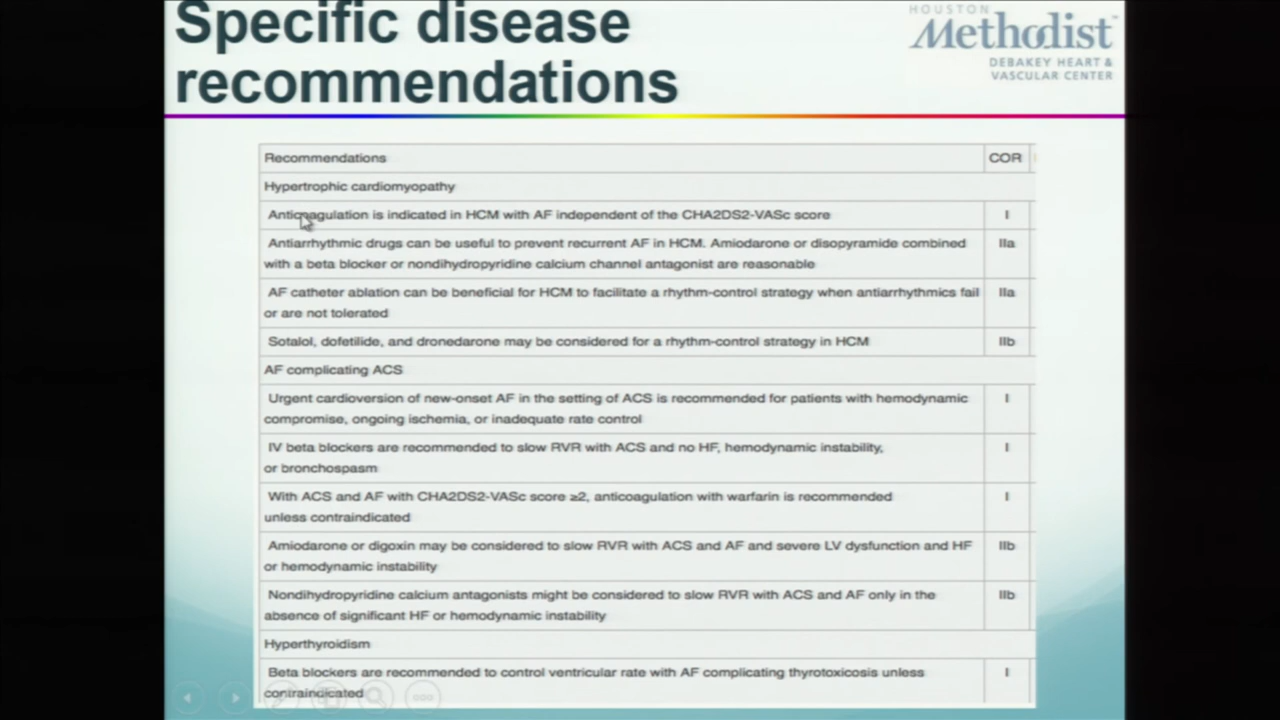 Specific disease
recommendations
HOUSTON
Methodist
DEBAKEY HEART &
VASCULAR CENTER
Recommendations COR
Hypertrophic cardiomyopathy
Anticoagulation is indicated in HCM with AF independent of the CHA2DS2-VASc score I
Antiarrhythmic drugs can be useful to prevent recurrent AF in HCM. Amiodarone or disopyramide combined IIa
with a beta blocker or nondihydropyridine calcium channel antagonist are reasonable
AF catheter ablation can be beneficial for HCM to facilitate a rhythm-control strategy when antiarrhythmics fail IIa
or are not tolerated
Sotalol, dofetilide, and dronedarone may be considered for a rhythm-control strategy in HCM IIb
AF complicating ACS
Urgent cardioversion of new-onset AF in the setting of ACS is recommended for patients with hemodynamic I
compromise, ongoing ischemia, or inadequate rate control
IV beta blockers are recommended to slow RVR with ACS and no HF, hemodynamic instability, I
or bronchospasm
With ACS and AF with CHA2DS2-VASc score ≥2, anticoagulation with warfarin is recommended I
unless contraindicated
Amiodarone or digoxin may be considered to slow RVR with ACS and AF and severe LV dysfunction and HF IIb
or hemodynamic instability
Nondihydropyridine calcium antagonists might be considered to slow RVR with ACS and AF only in the IIb
absence of significant HF or hemodynamic instability
Hyperthyroidism
Beta blockers are recommended to control ventricular rate with AF complicating thyrotoxicosis unless I
contraindicated